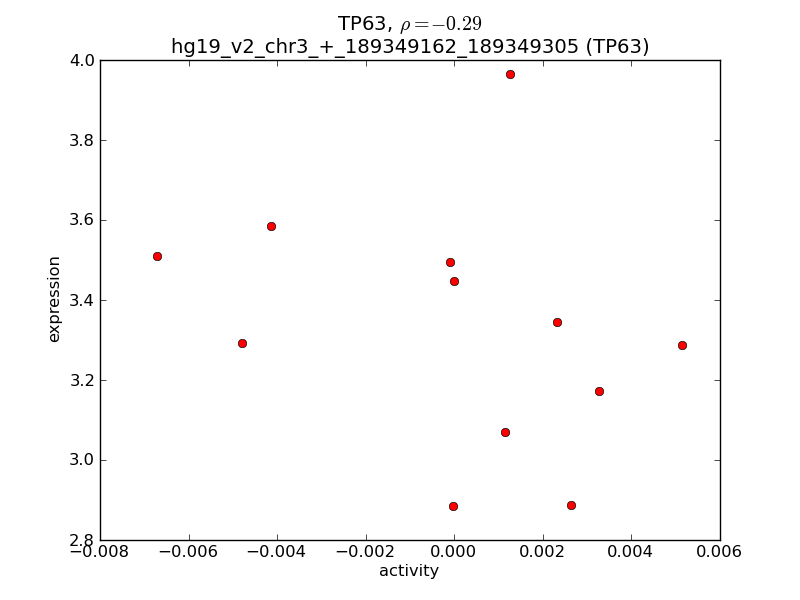 TP63, ρ = −0.29
hg19_v2_chr3_+_189349162_189349305 (TP63)
4.0
3.8
3.6
3.4
3.2
3.0
2.8
expression
−0.008 −0.006 −0.004 −0.002 0.000 0.002 0.004 0.006
activity